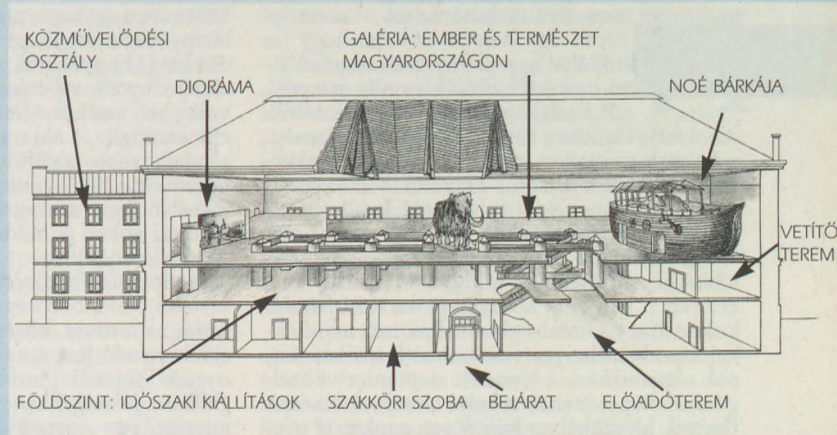 KÖZMŰVELŐDÉSI
OSZTÁLY
DIORÁMA
GALÉRIA: EMBER ÉS TERMÉSZET
MAGYARORSZÁGON
NOÉ BÁRKÁJA
VETÍTŐ
TEREM
FÖLDSZINT: IDŐSZAKI KIÁLLÍTÁSOK
SZAKKÖRI SZOBA
BEJÁRAT
ELŐADÓTEREM